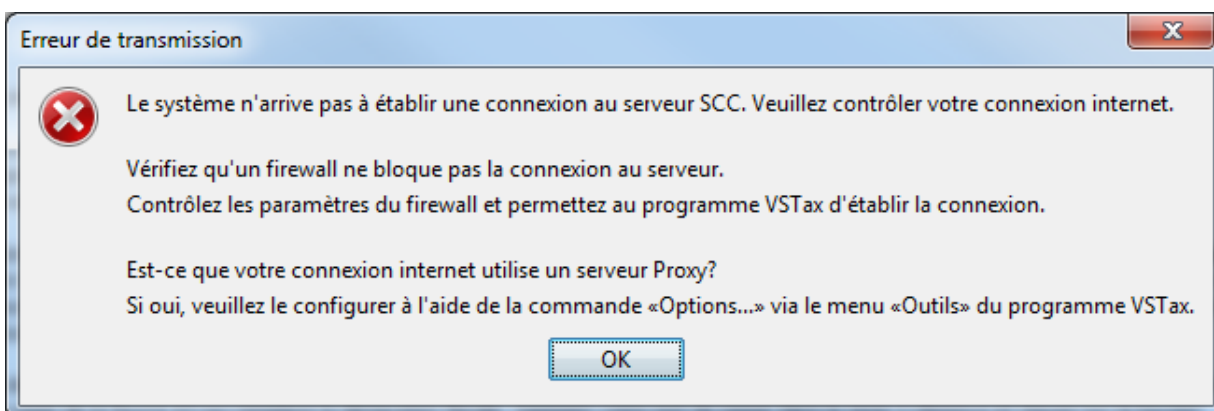 Erreur de transmission
Le système n'arrive pas à établir une connexion au serveur SCC. Veuillez contrôler votre connexion internet.
Vérifiez qu'un firewall ne bloque pas la connexion au serveur.
Contrôlez les paramètres du firewall et permettez au programme VSTax d'établir la connexion.
Est-ce que votre connexion internet utilise un serveur Proxy?
Si oui, veuillez le configurer à l'aide de la commande «Options...» via le menu «Outils» du programme VSTax.
OK